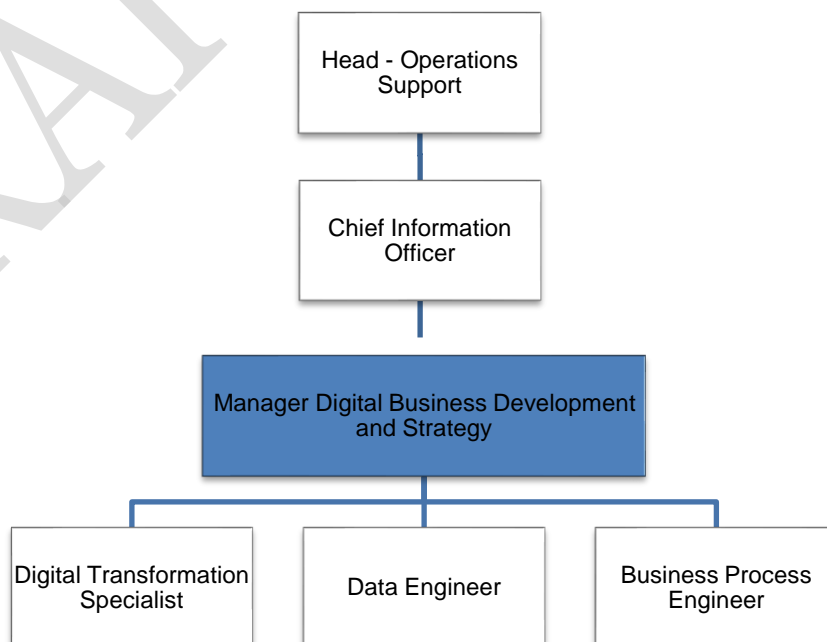 Head - Operations
Support
Chief Information
Officer
Manager Digital Business Development
and Strategy
Digital Transformation
Specialist
Data Engineer
Business Process
Engineer